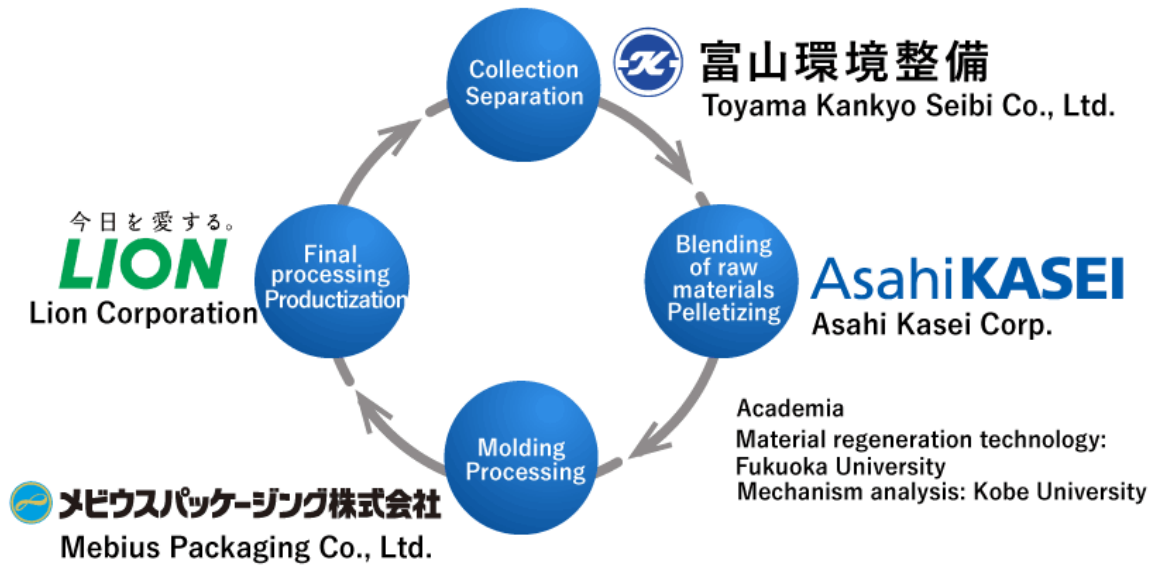 Collection
Separation
K
富山環境整備
Toyama Kankyo Seibi Co., Ltd.
Blending
of raw
materials
Pelletizing
AsahiKASEI
Asahi Kasei Corp.
Academia
Material regeneration technology:
Fukuoka University
Mechanism analysis: Kobe University
Molding
Processing
メビウスパッケージング株式会社
Mebius Packaging Co., Ltd.
Final
processing
Productization
今日を愛する。
LION
Lion Corporation